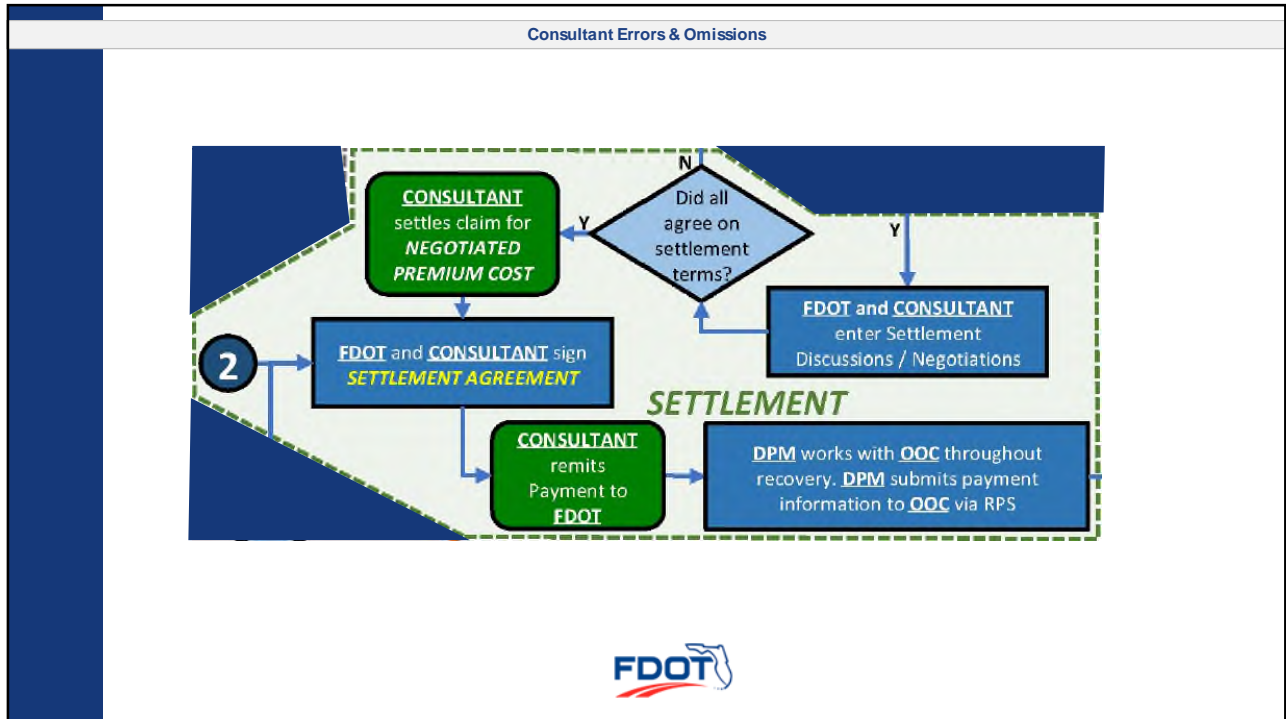 Consultant Errors & Omissions
N
Did all
agree on
settlement
terms?
Y
CONSULTANT
settles claim for
NEGOTIATED
PREMIUM COST
Y
FDOT and CONSULTANT
enter Settlement
Discussions / Negotiations
2
FDOT and CONSULTANT sign
SETTLEMENT AGREEMENT
SETTLEMENT
CONSULTANT
remits
Payment to
FDOT
DPM works with OOC throughout
recovery. DPM submits payment
information to OOC via RPS
FDOT